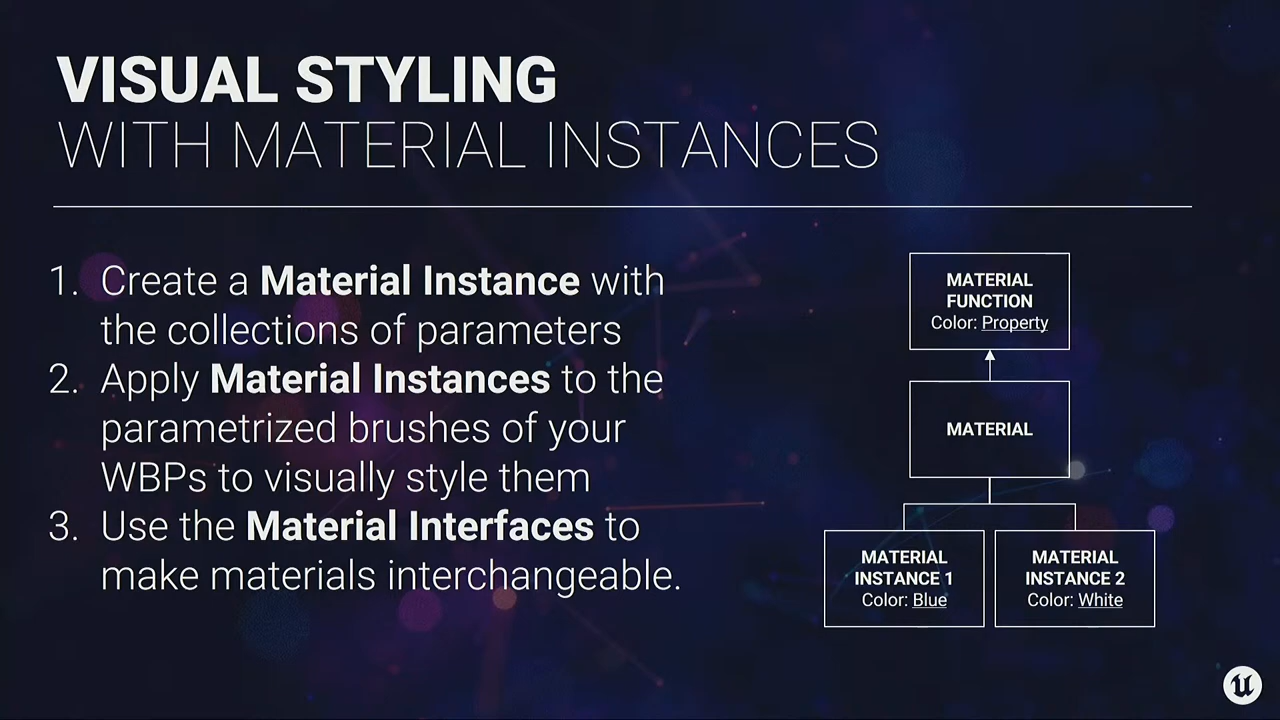 VISUAL STYLING
WITH MATERIAL INSTANCES
1. Create a Material Instance with
the collections of parameters
2. Apply Material Instances to the
parametrized brushes of your
WBPs to visually style them
3. Use the Material Interfaces to
make materials interchangeable.
MATERIAL
FUNCTION
Color: Property
MATERIAL
MATERIAL
INSTANCE 1
Color: Blue
MATERIAL
INSTANCE 2
Color: White